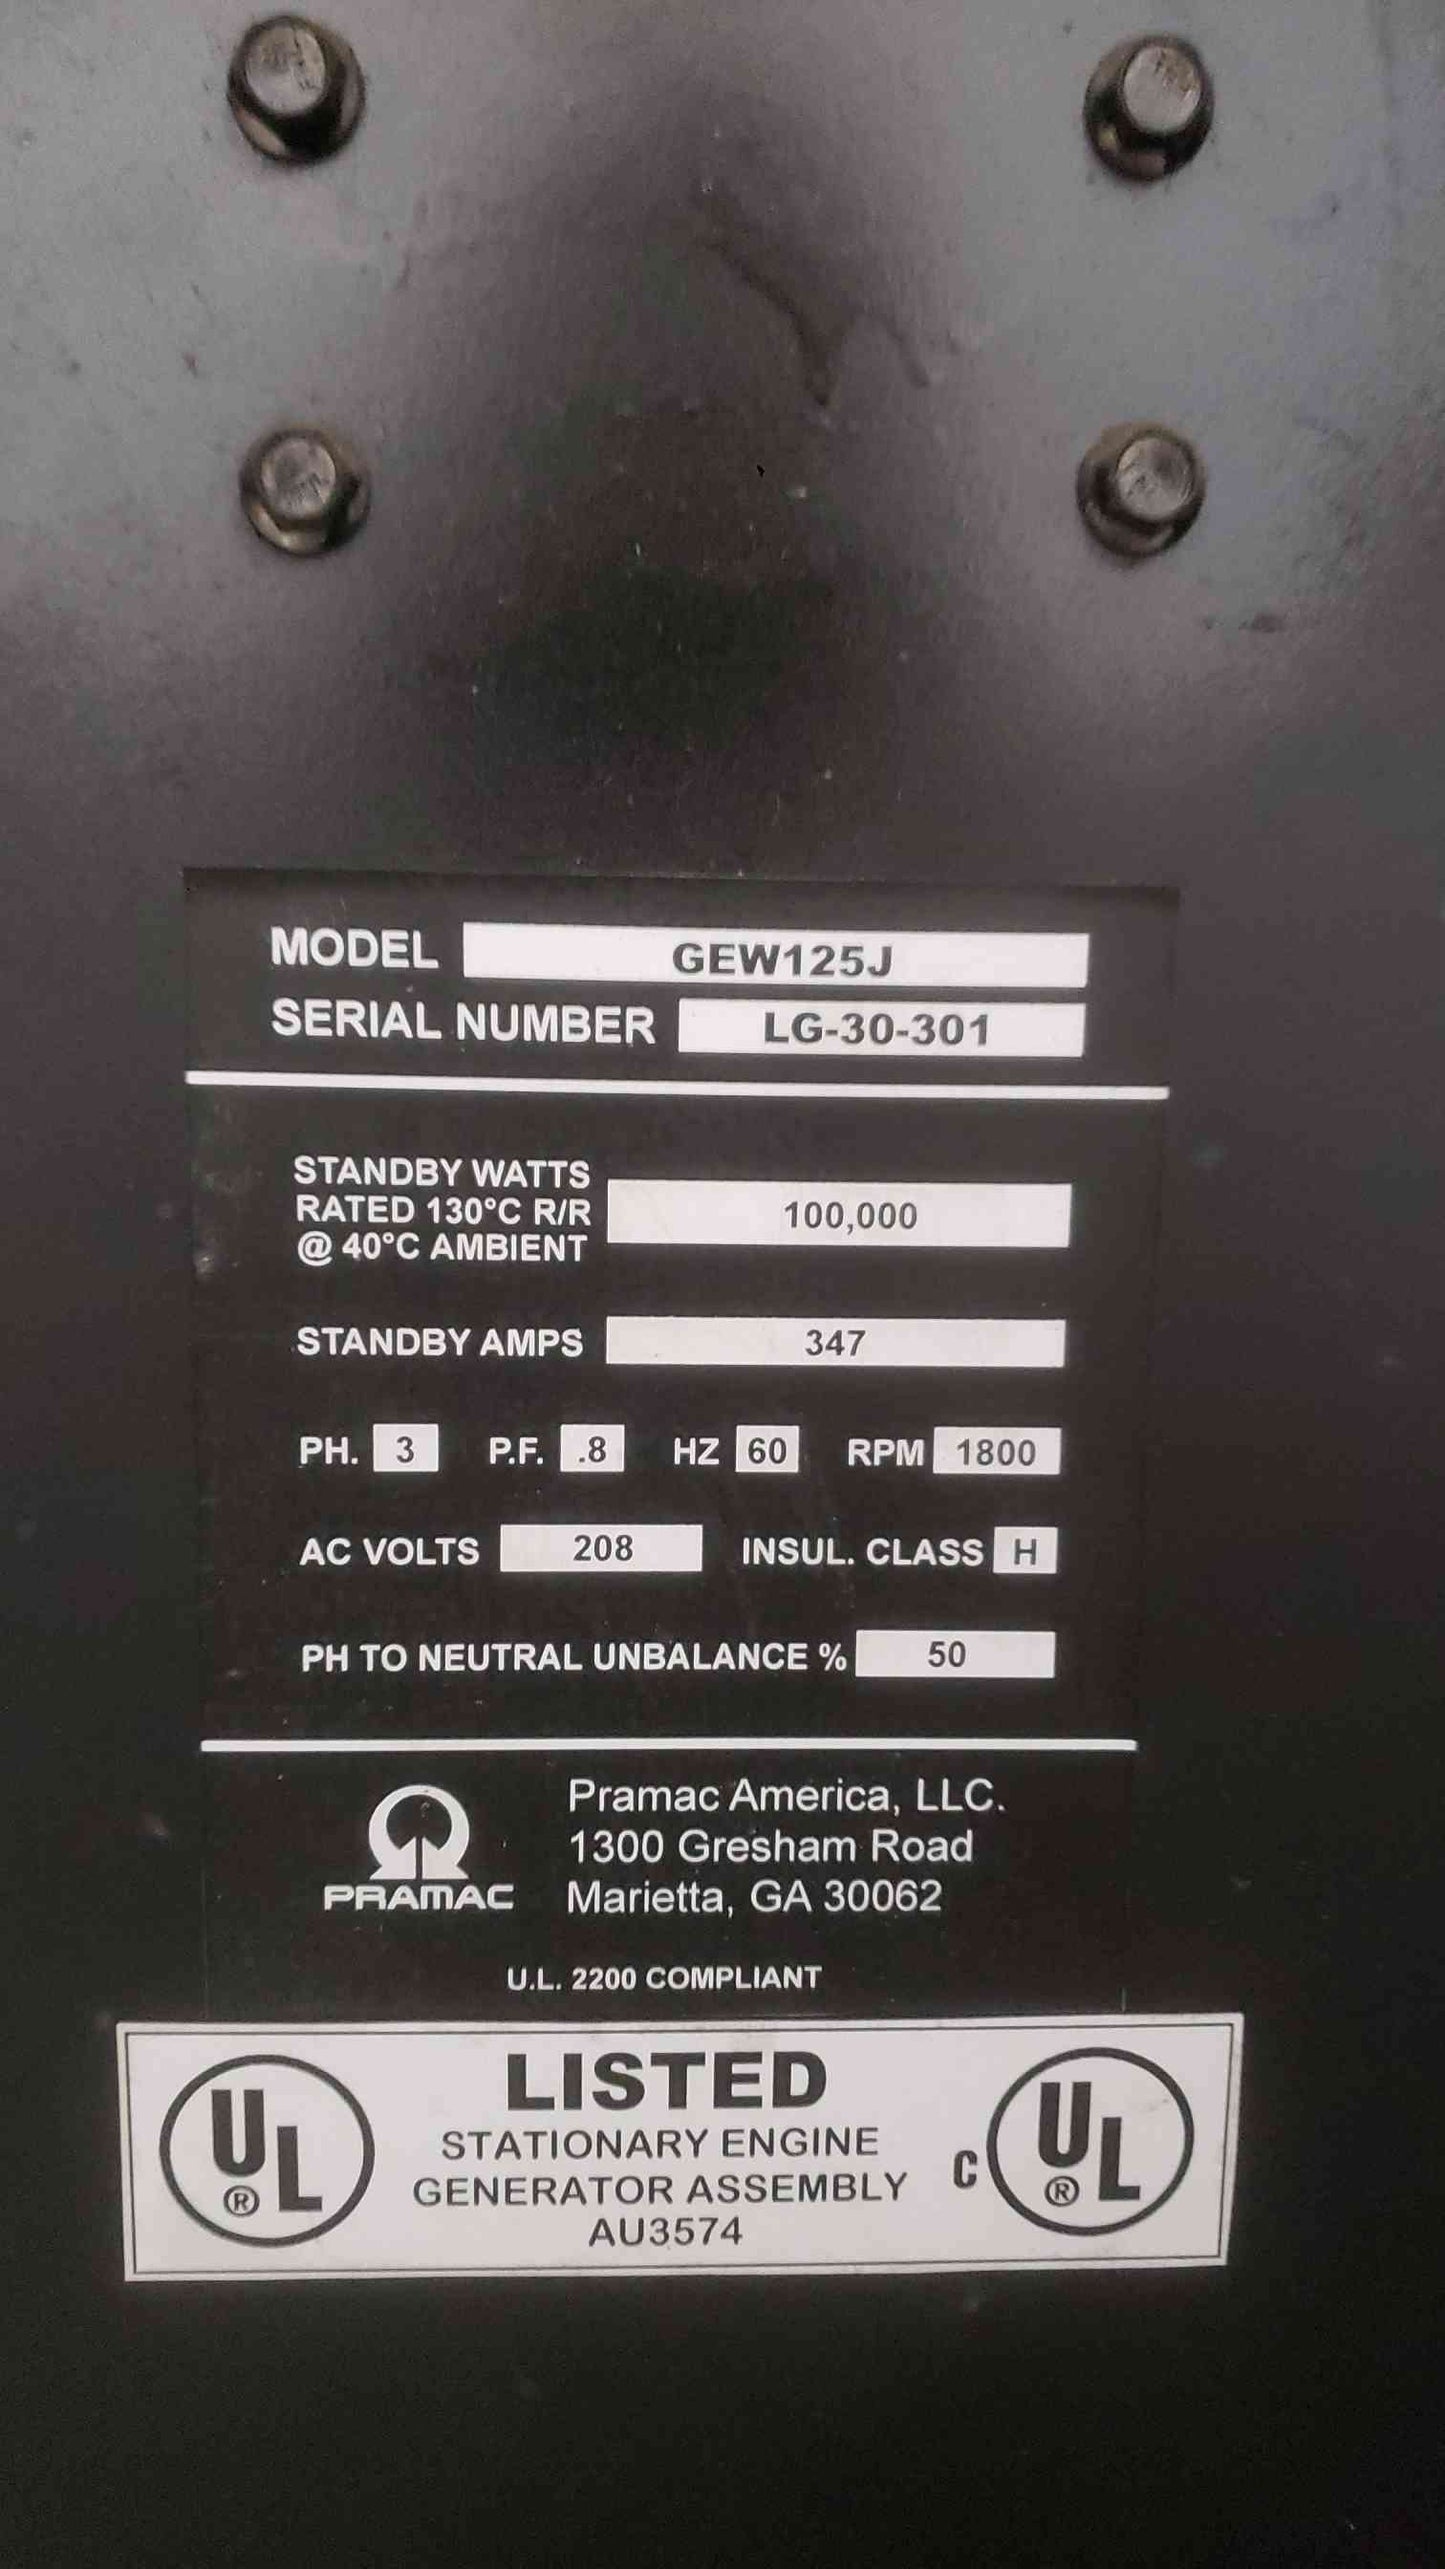 MODEL GEW125J
SERIAL NUMBER LG-30-301
STANDBY WATTS
RATED 130°C R/R
@ 40°C AMBIENT
100,000
STANDBY AMPS 347
PH. 3 P.F. .8 HZ 60 RPM 1800
AC VOLTS 208 INSUL. CLASS H
PH TO NEUTRAL UNBALANCE % 50
PRAMAC
Pramac America, LLC.
1300 Gresham Road
Marietta, GA 30062
U.L. 2200 COMPLIANT
UL®
LISTED
STATIONARY ENGINE
GENERATOR ASSEMBLY
AU3574
C UL®